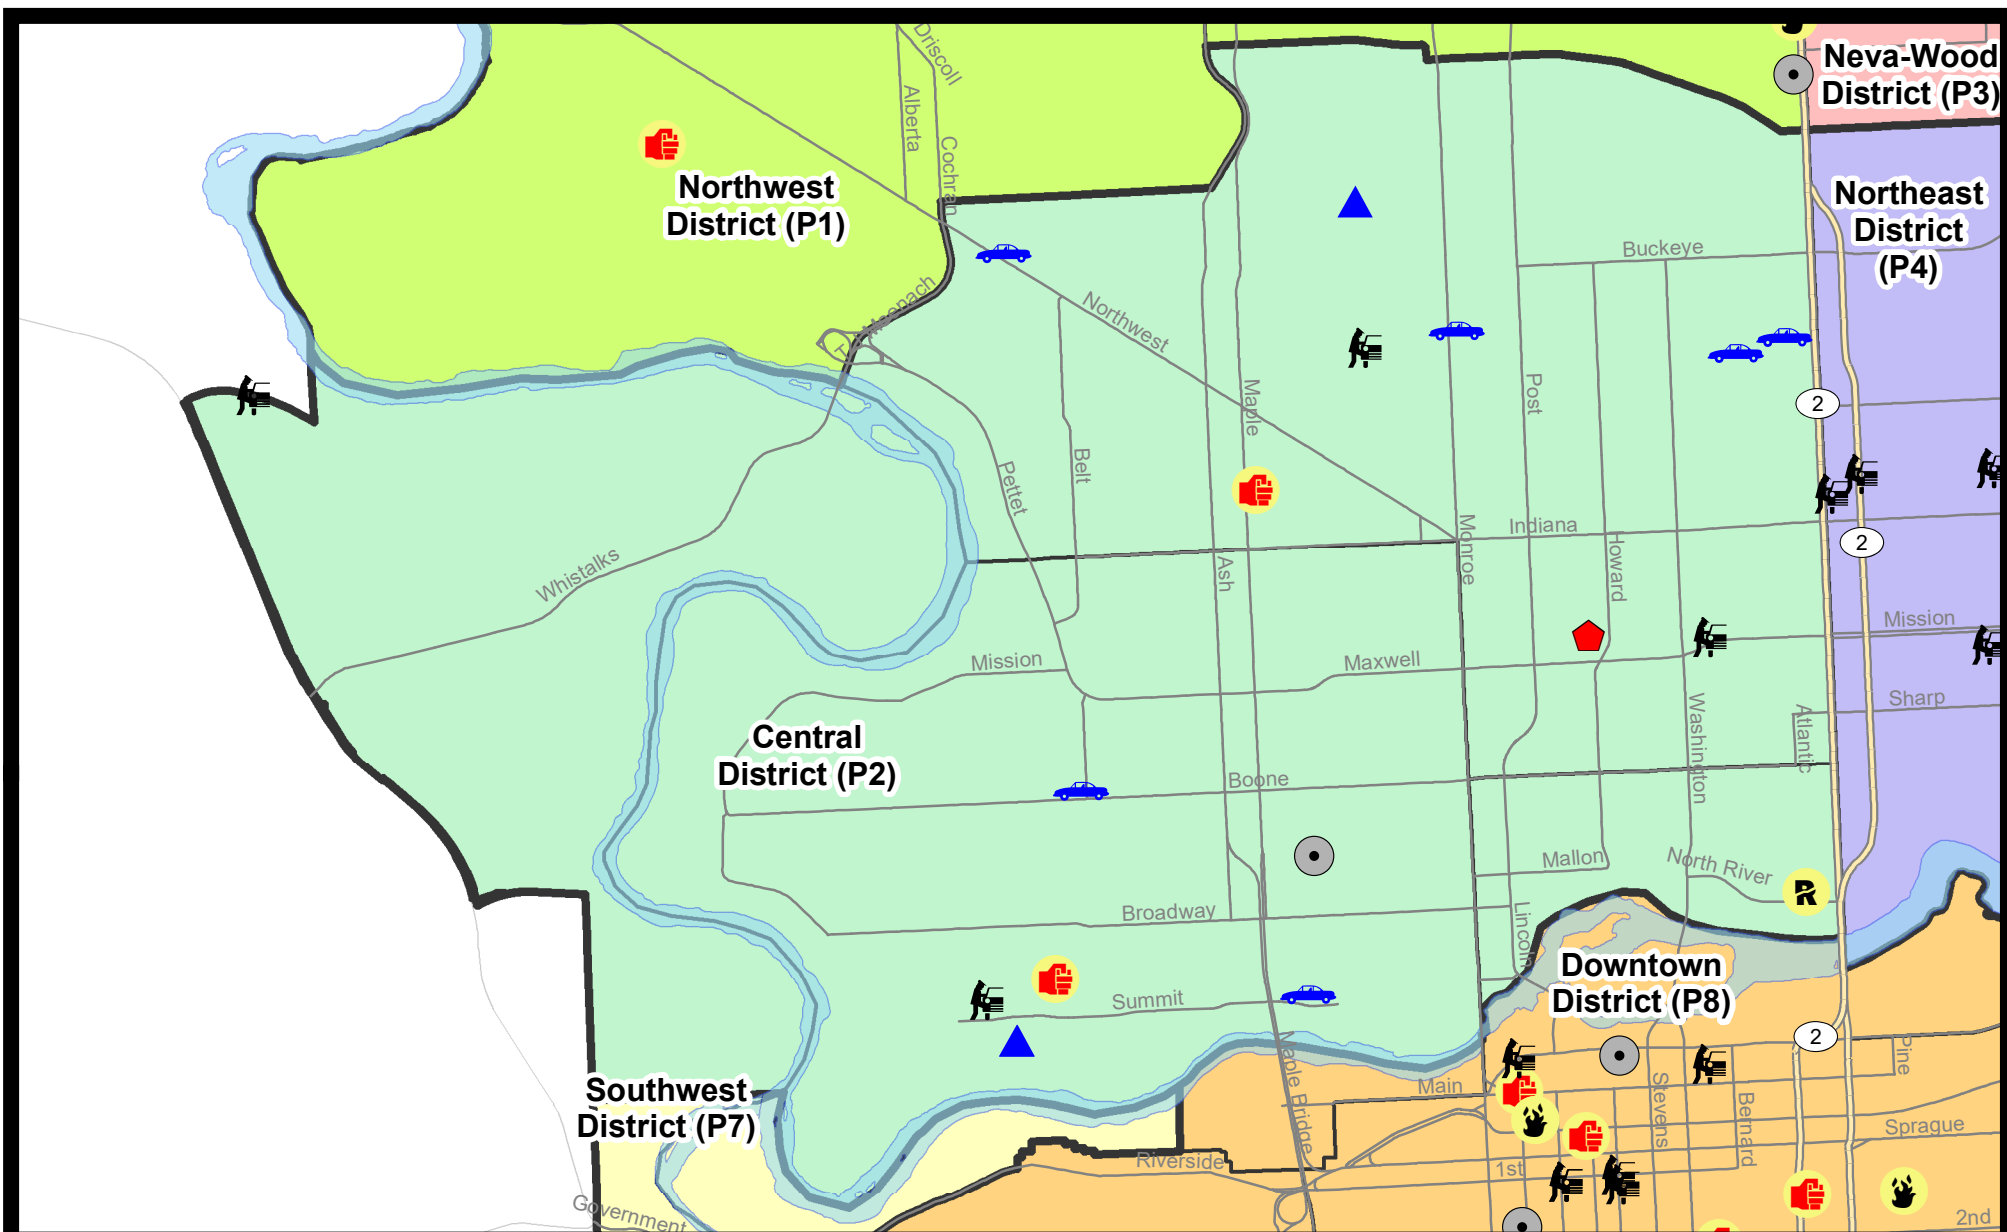 Driscoll
Alberta
Cochran
Neva-Wood
District (P3)
Northwest
District (P1)
Northeast
District
(P4)
Buckeye
Northwest
Post
Maple
2
Belt
Pettet
Indiana
Monroe
Howard
2
Whistalks
Ash
Mission
Mission
Maxwell
Sharp
Washington
Atlantic
Central
District (P2)
Boone
Mallon
North River
R
Broadway
Lincoln
Downtown
District (P8)
Summit
2
Pine
Southwest
District (P7)
Main
Maple Bridge
Stevens
Bernard
Sprague
Riverside
1st
Government
2nd